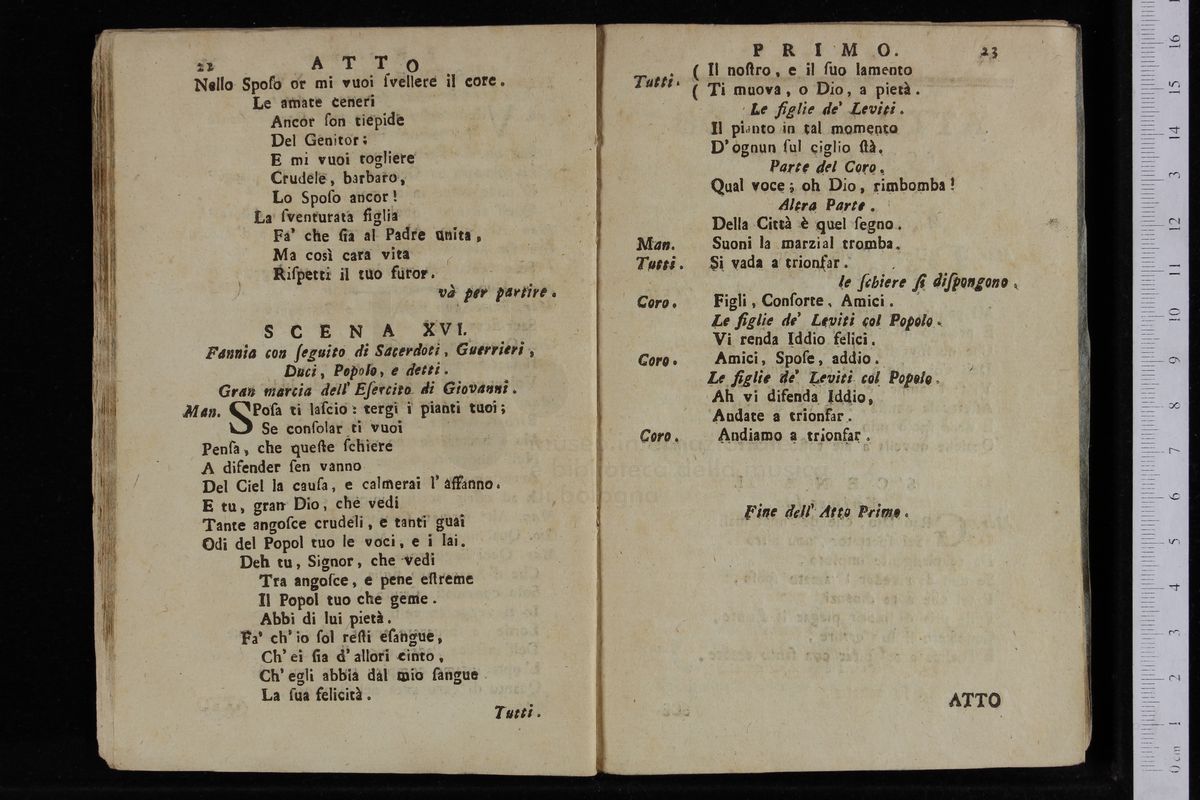 22 ATTO
Nello Spoſo or mi vuoi ſvellere il core.
Le amate ceneri
Ancor ſon tiepide
Del Genitor:
E mi vuoi togliere
Crudele, barbaro,
Lo Spoſo ancor!
La ſventurata figlia
Fa' che ſia al Padre unita,
Ma così cara vita
Riſpetti il tuo furor.
và per partire.
SCENA XVI.
Fannia con ſeguito di Sacerdoti, Guerrieri,
Duci, Popolo, e detti.
Gran marcia dell' Eſercito di Giovanni.
Man. SPoſa ti laſcio: tergi i pianti tuoi;
Se conſolar ti vuoi
Penſa, che queſte ſchiere
A difender ſen vanno
Del Ciel la cauſa, e calmerai l'affanno.
E tu, gran Dio, che vedi
Tante angoſce crudeli, e tanti guai
Odi del Popol tuo le voci, e i lai.
Deh tu, Signor, che vedi
Tra angoſce, e pene eſtreme
Il Popol tuo che geme.
Abbi di lui pietà.
Fa' ch'io ſol reſti eſangue,
Ch'ei ſia d'allori cinto,
Ch'egli abbia dal mio ſangue
La ſua felicità.
Tutti.
PRIMO. 23
Tutti. ( Il noſtro, e il ſuo lamento
( Ti muova, o Dio, a pietà.
Le figlie de' Leviti.
Il pianto in tal momento
D'ognun ſul ciglio ſtà.
Parte del Coro.
Qual voce; oh Dio, rimbomba!
Altra Parte.
Della Città è quel ſegno.
Man. Suoni la marzial tromba.
Tutti. Si vada a trionfar.
le ſchiere ſi diſpongono.
Coro. Figli, Conſorte, Amici.
Le figlie de' Leviti col Popolo.
Vi renda Iddio felici.
Coro. Amici, Spoſe, addio.
Le figlie de' Leviti col Popolo.
Ah vi difenda Iddio,
Andate a trionfar.
Coro. Andiamo a trionfar.
Fine dell' Atto Primo.
ATTO